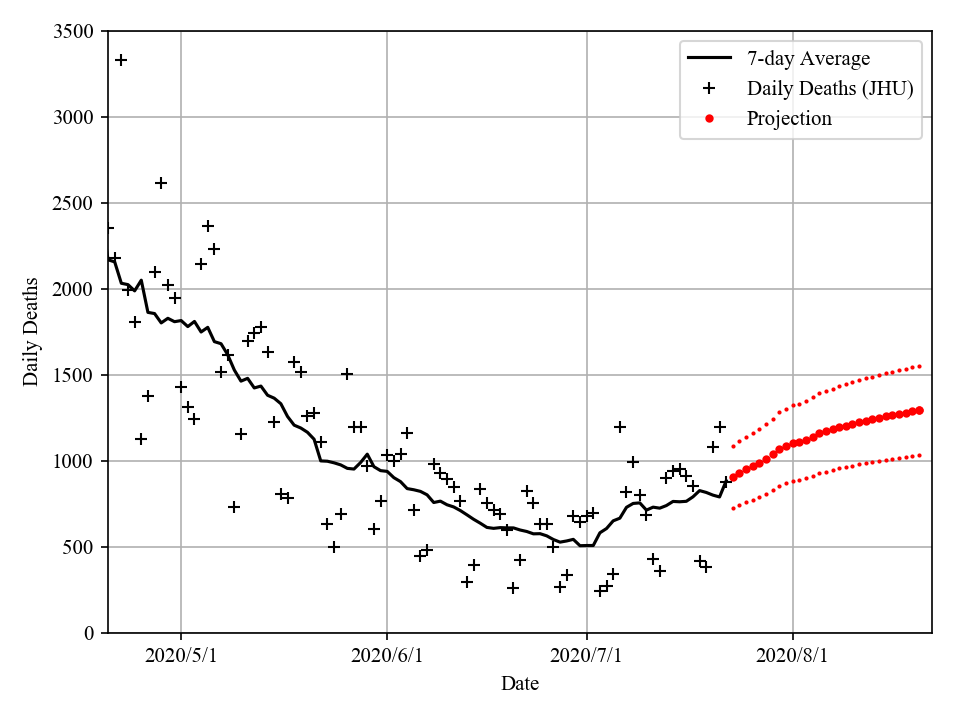 3500
3000
2500
2000
1500
1000
500
0
Daily Deaths
7-day Average
Daily Deaths (JHU)
Projection
2020/5/1
2020/6/1
2020/7/1
2020/8/1
Date